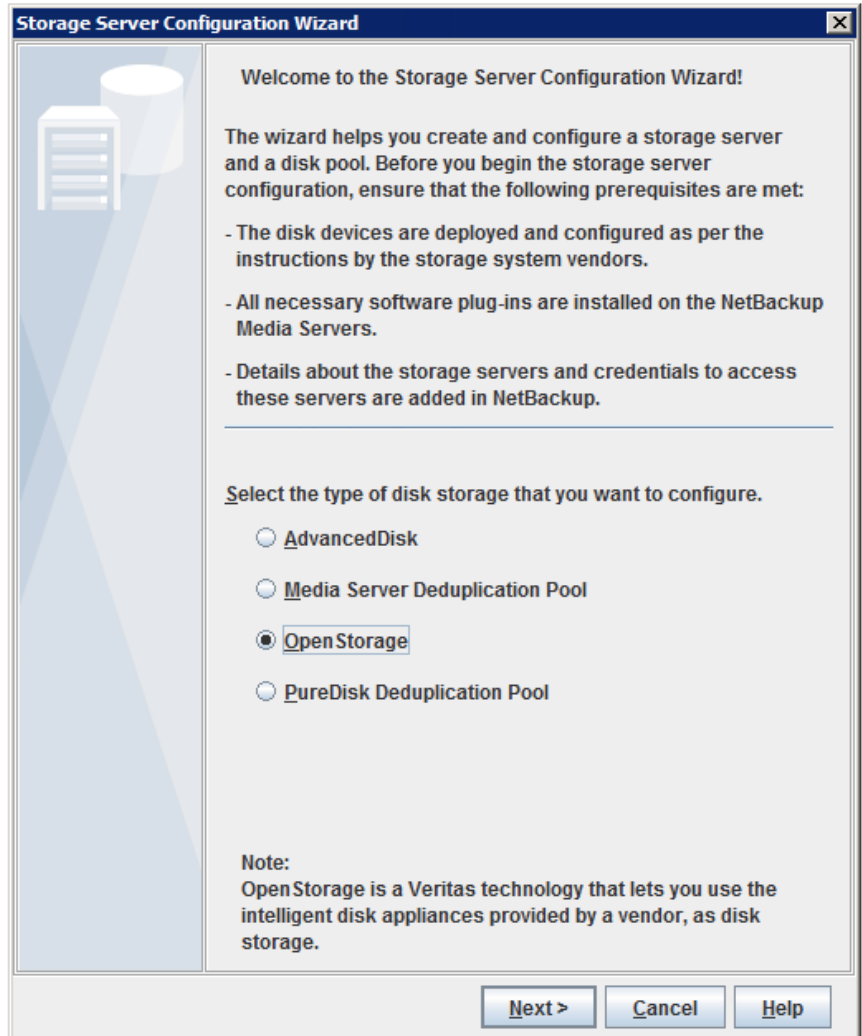 Storage Server Configuration Wizard
Welcome to the Storage Server Configuration Wizard!
The wizard helps you create and configure a storage server
and a disk pool. Before you begin the storage server
configuration, ensure that the following prerequisites are met:
- The disk devices are deployed and configured as per the
instructions by the storage system vendors.
- All necessary software plug-ins are installed on the NetBackup
Media Servers.
- Details about the storage servers and credentials to access
these servers are added in NetBackup.
Select the type of disk storage that you want to configure.
AdvancedDisk
Media Server Deduplication Pool
OpenStorage
PureDisk Deduplication Pool
Note:
OpenStorage is a Veritas technology that lets you use the
intelligent disk appliances provided by a vendor, as disk
storage.
Next > Cancel Help